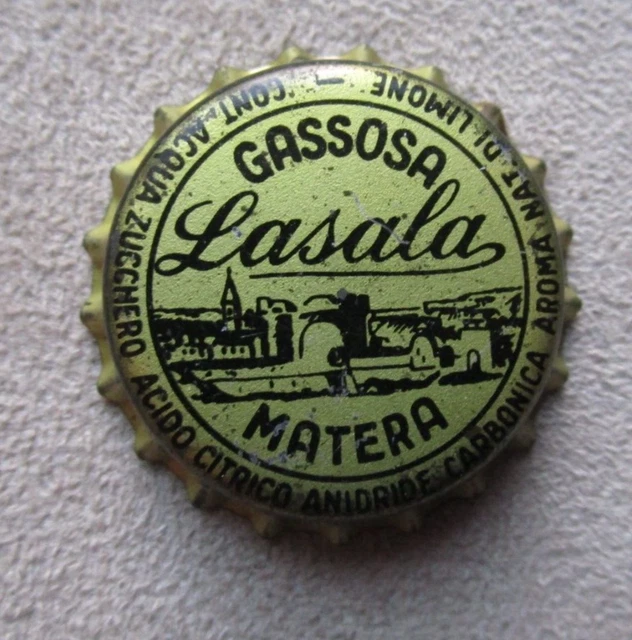 GASSOSA
Lasala
MATERA
CONT. ACQUA ZUCCHERO ACIDO CITRICO ANIDRIDE CARBONICA AROMA NAT. DI LIMONE